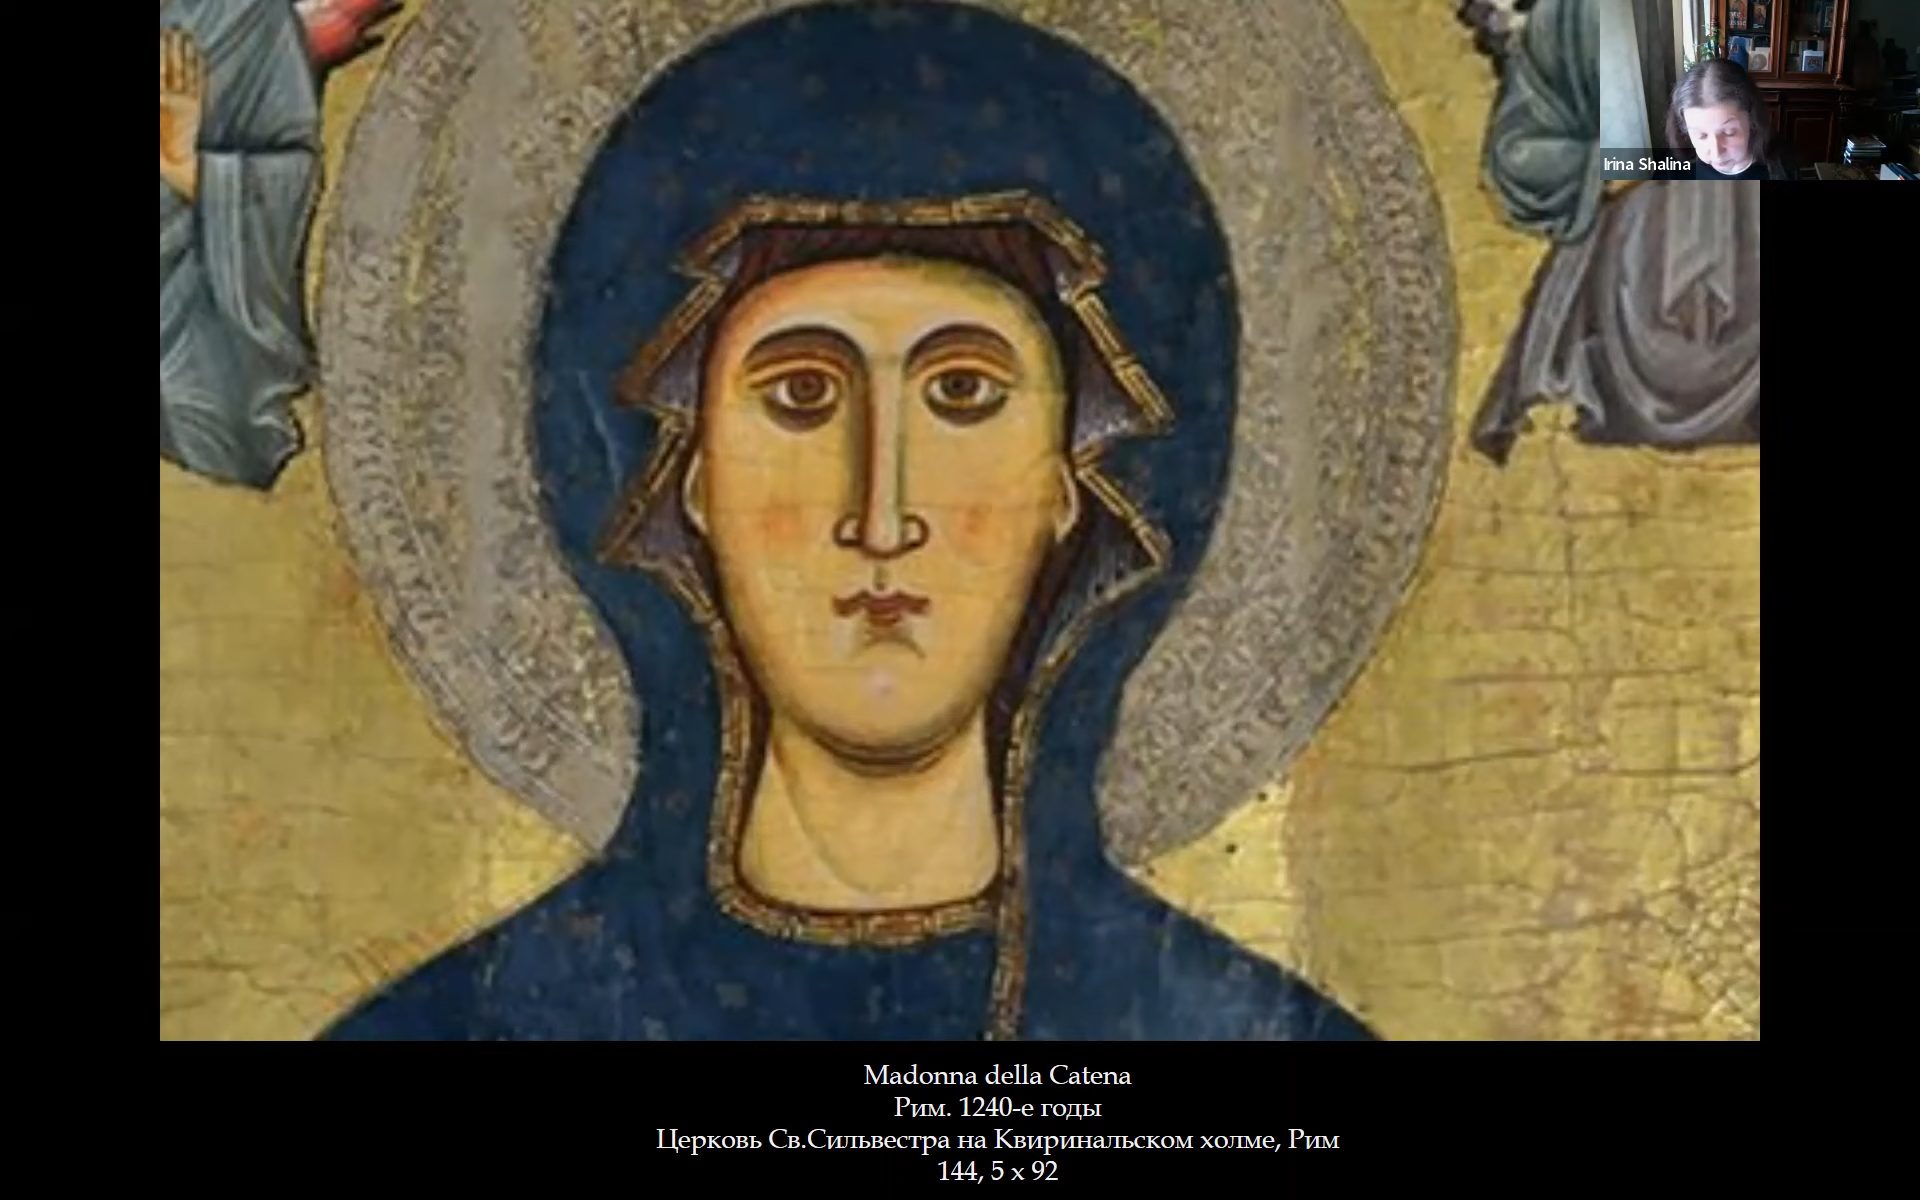 Irina Shalina
Madonna della Catena
Рим. 1240-е годы
Церковь Св.Сильвестра на Квиринальском холме, Рим
144, 5 x 92